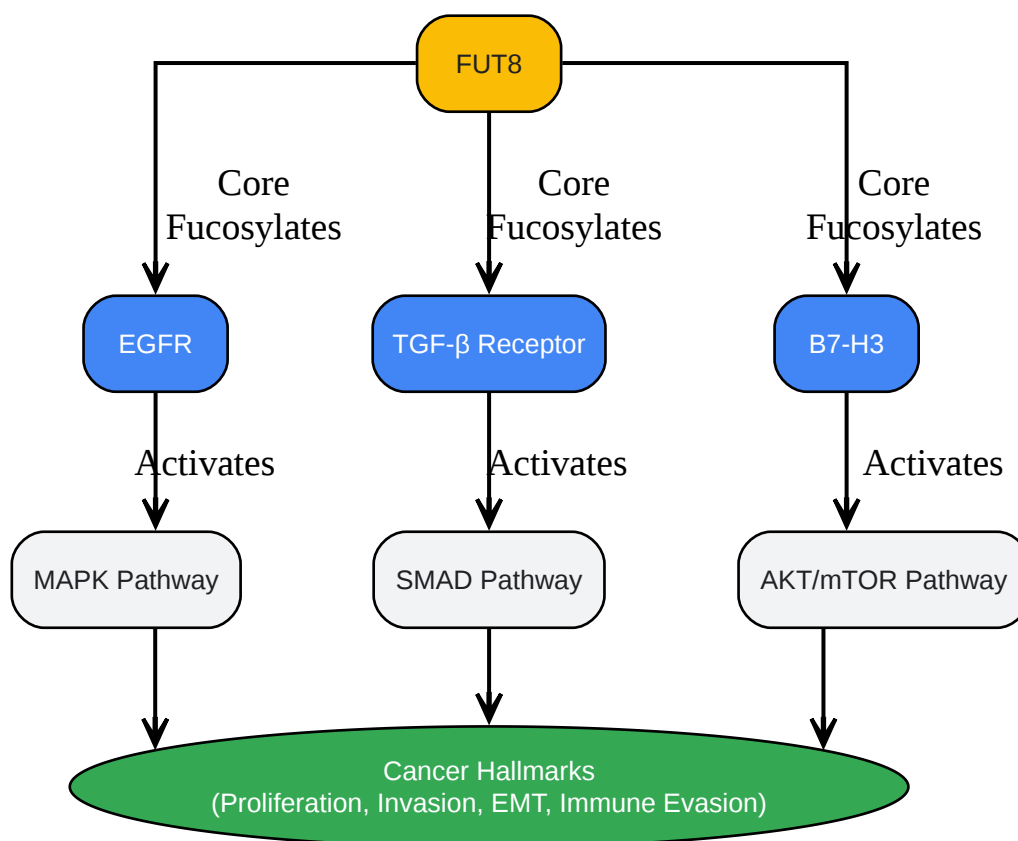 FUT8
Core
Fucosylates
Core
Fucosylates
Core
Fucosylates
EGFR
TGF-β Receptor
B7-H3
Activates
Activates
Activates
MAPK Pathway
SMAD Pathway
AKT/mTOR Pathway
Cancer Hallmarks
(Proliferation, Invasion, EMT, Immune Evasion)